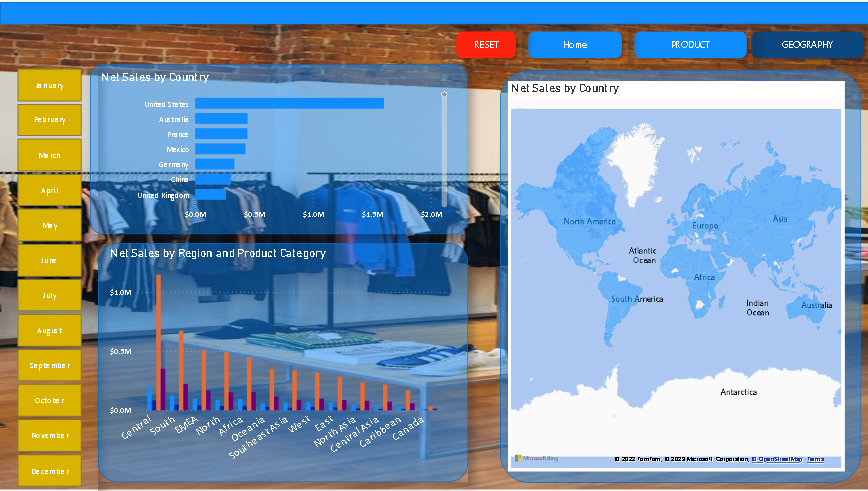 RESET
Home
PRODUCT
GEOGRAPHY
January
February
March
April
May
June
July
August
September
October
November
December
Net Sales by Country
United States
Australia
France
Mexico
Germany
China
United Kingdom
$0.0M
$0.5M
$1.0M
$1.5M
$2.0M
Net Sales by Region and Product Category
$1.0M
$0.5M
$0.0M
Central
South
EMEA
North
Africa
Oceania
Southeast Asia
West
East
North Asia
Central Asia
Caribbean
Canada
Net Sales by Country
North America
Europe
Asia
Atlantic
Ocean
Africa
South America
Indian
Ocean
Australia
Antarctica
Microsoft Bing
© 2022 TomTom, © 2023 Microsoft Corporation, © OpenStreetMap Terms